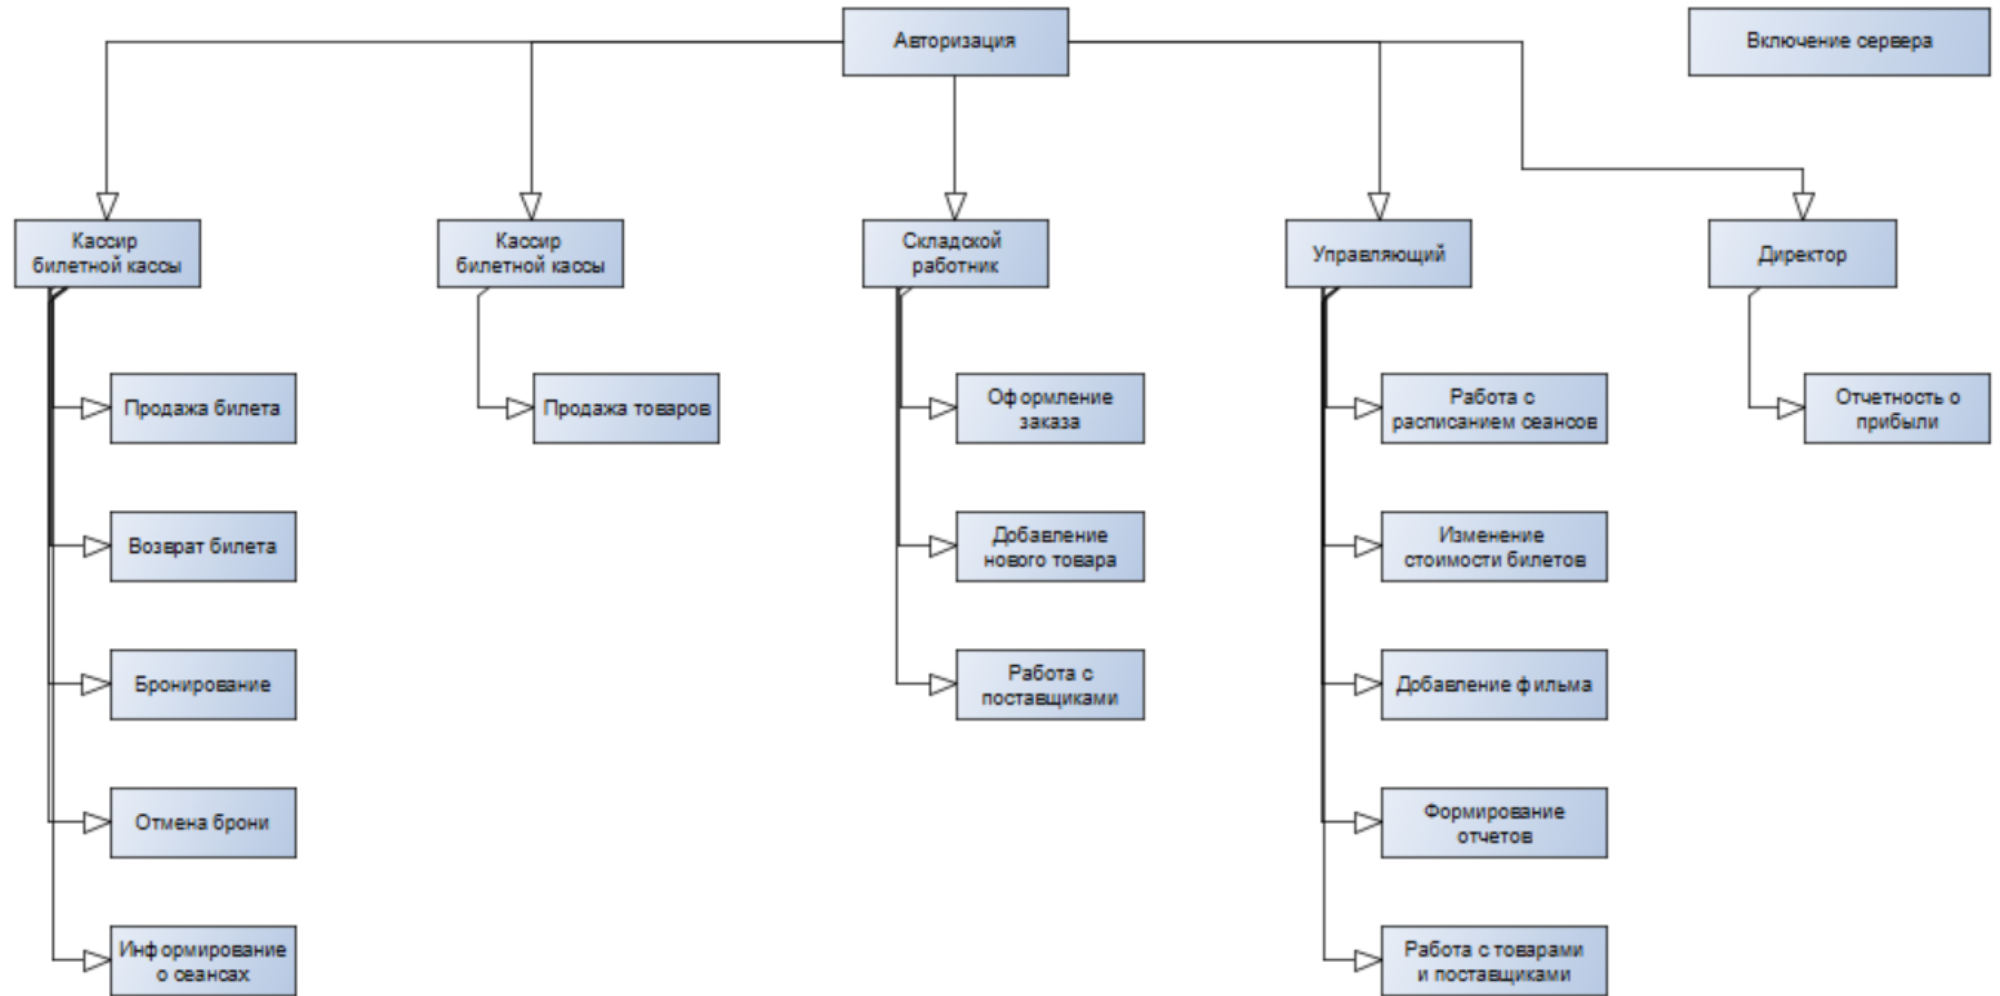 Авторизация
Включение сервера
Кассир
билетной кассы
Кассир
билетной кассы
Складской
работник
Управляющий
Директор
Продажа билета
Продажа товаров
Оформление
заказа
Работа с
расписанием сеансов
Отчетность о
прибыли
Возврат билета
Добавление
нового товара
Изменение
стоимости билетов
Бронирование
Работа с
поставщиками
Добавление фильма
Отмена брони
Формирование
отчетов
Информирование
о сеансах
Работа с товарами
и поставщиками